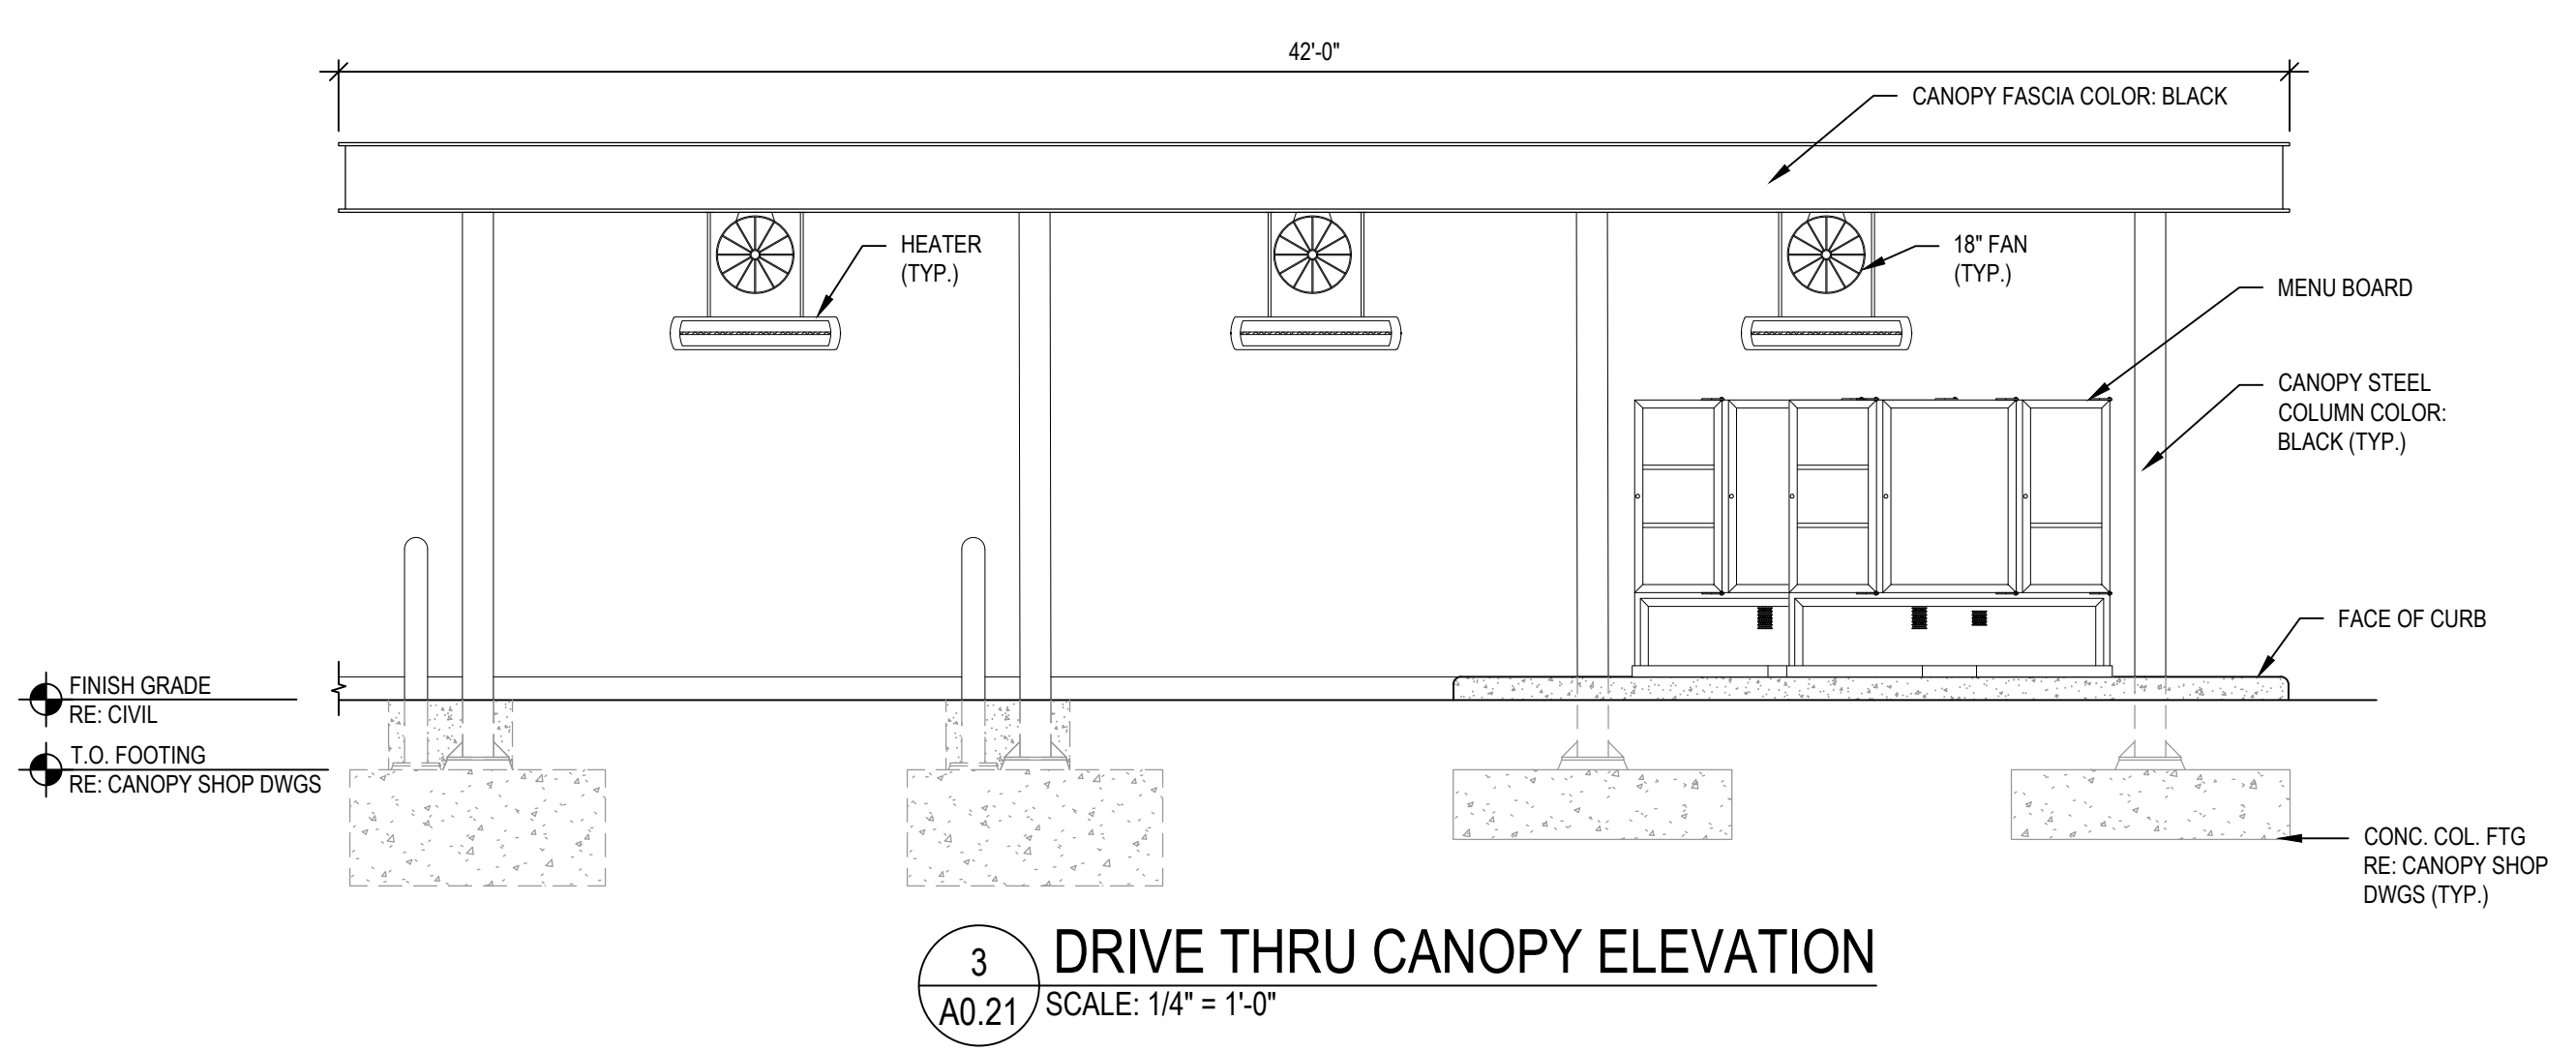 42'-0"
CANOPY FASCIA COLOR: BLACK
HEATER
(TYP.)
18" FAN
(TYP.)
MENU BOARD
CANOPY STEEL
COLUMN COLOR:
BLACK (TYP.)
FACE OF CURB
FINISH GRADE
RE: CIVIL
T.O. FOOTING
RE: CANOPY SHOP DWGS
CONC. COL. FTG
RE: CANOPY SHOP
DWGS (TYP.)
3
A0.21
DRIVE THRU CANOPY ELEVATION
SCALE: 1/4" = 1'-0"